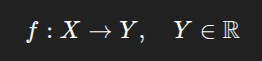 f : X → Y, Y ∈ ℝ